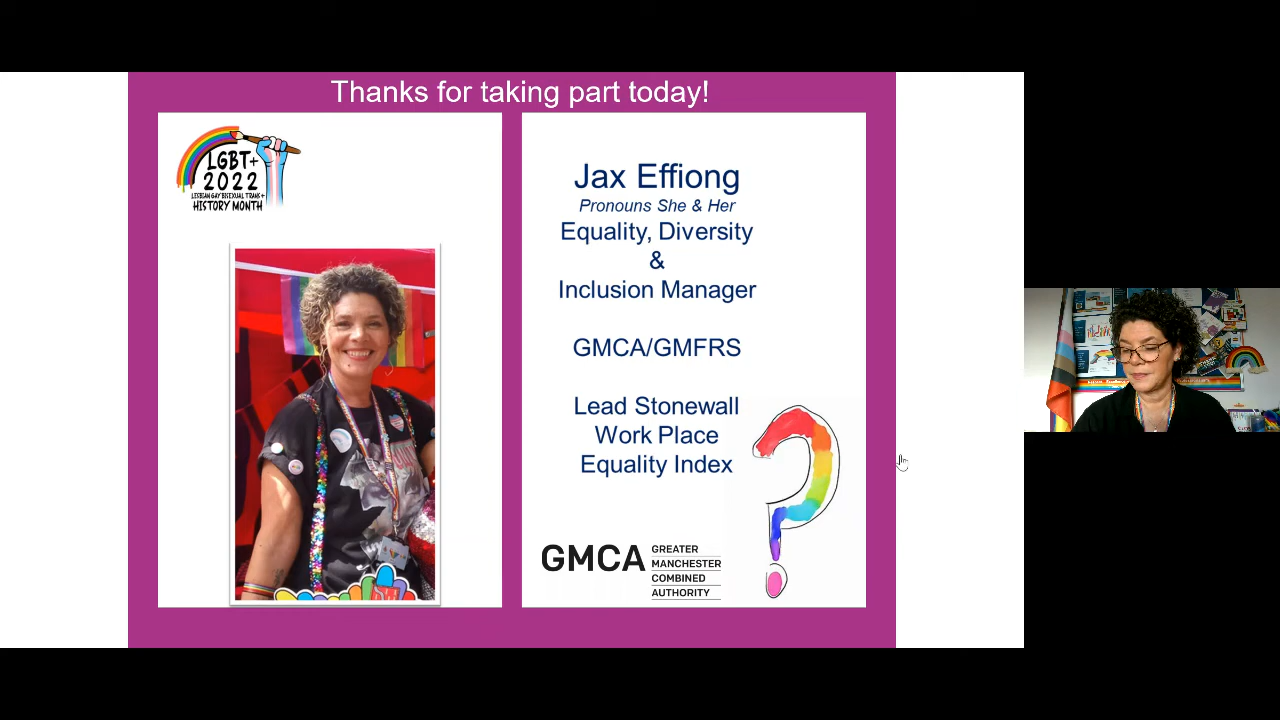 Thanks for taking part today!
LGBT+
2022
LESBIAN GAY BISEXUAL TRANS+
HISTORY MONTH
Jax Effiong
Pronouns She & Her
Equality, Diversity
&
Inclusion Manager
GMCA/GMFRS
Lead Stonewall
Work Place
Equality Index
GMCA
GREATER
MANCHESTER
COMBINED
AUTHORITY